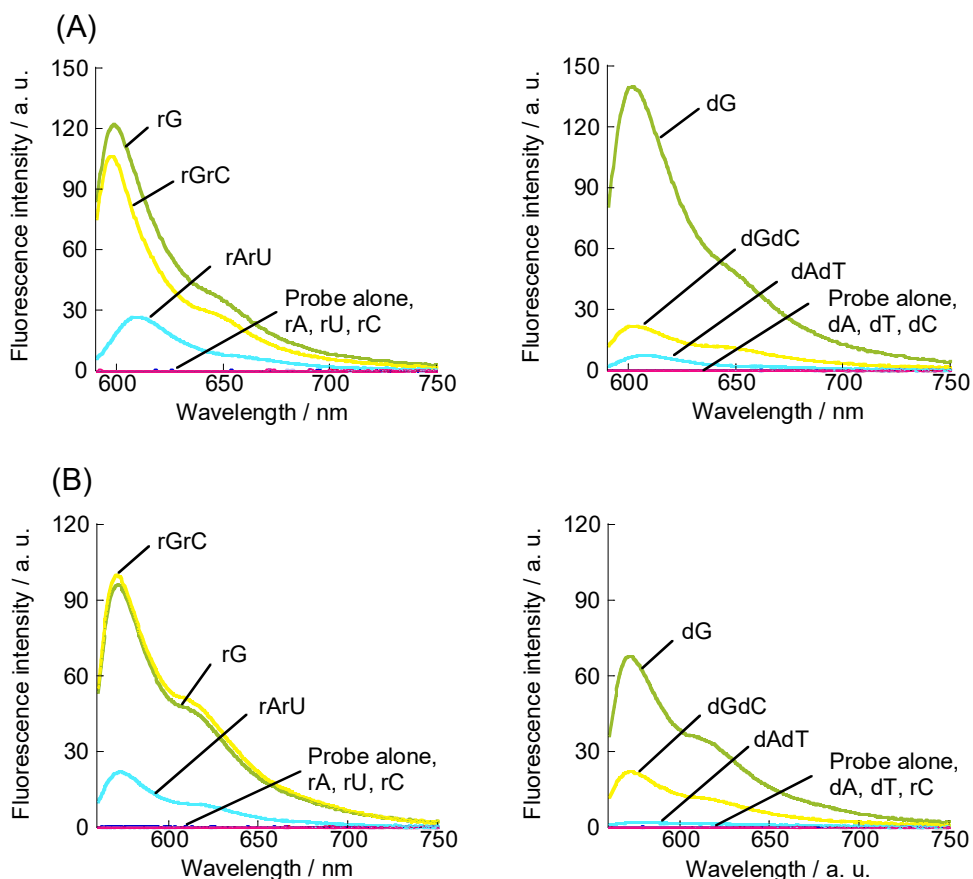 (A)
Fluorescence intensity / a. u.
150
120
90
60
30
0
rG
rGrC
rArU
Probe alone,
rA, rU, rC
600
650
700
750
Wavelength / nm
Fluorescence intensity / a. u.
150
120
90
60
30
0
dG
dGdC
dAdT
Probe alone,
dA, dT, dC
600
650
700
750
Wavelength / nm
(B)
Fluorescence intensity / a. u.
120
90
60
30
0
rGrC
rG
rArU
Probe alone,
rA, rU, rC
600
650
700
750
Wavelength / nm
Fluorescence intensity / a. u.
120
90
60
30
0
dG
dGdC
dAdT
Probe alone,
dA, dT, rC
600
650
700
750
Wavelength / a. u.